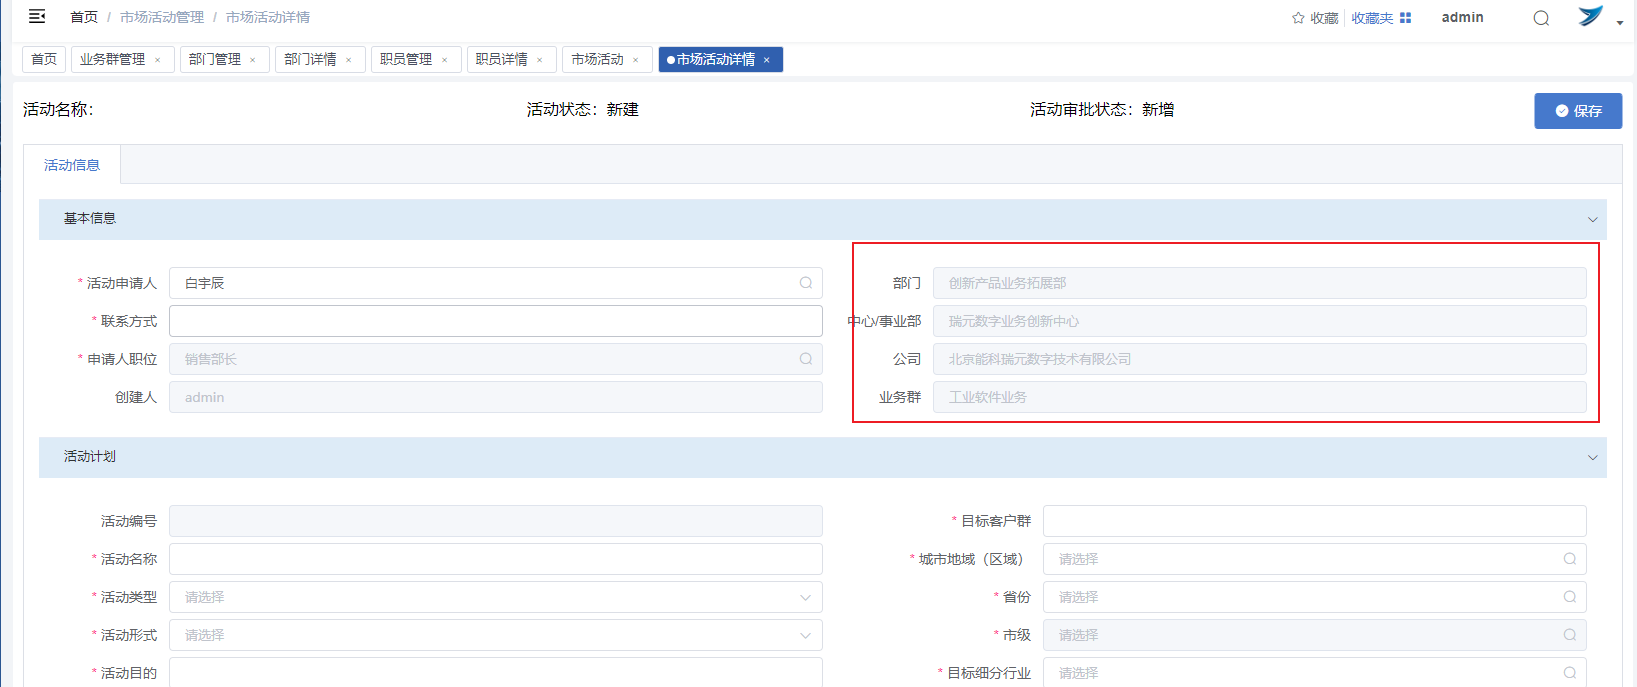 首页 / 市场活动管理 / 市场活动详情 收藏 收藏夹 admin
首页 业务群管理 × 部门管理 × 部门详情 × 职员管理 × 职员详情 × 市场活动 × 市场活动详情 ×
活动名称： 活动状态：新建 活动审批状态：新增 保存
活动信息
基本信息
* 活动申请人 白宇辰 部门 创新产品业务拓展部
* 联系方式 中心/事业部 瑞元数字业务创新中心
* 申请人职位 销售部长 公司 北京能科瑞元数字技术有限公司
创建人 admin 业务群 工业软件业务
活动计划
活动编号 * 目标客户群
* 活动名称 * 城市地域（区域） 请选择
* 活动类型 请选择 * 省份 请选择
* 活动形式 请选择 * 市级 请选择
* 活动目的 * 目标细分行业 请选择